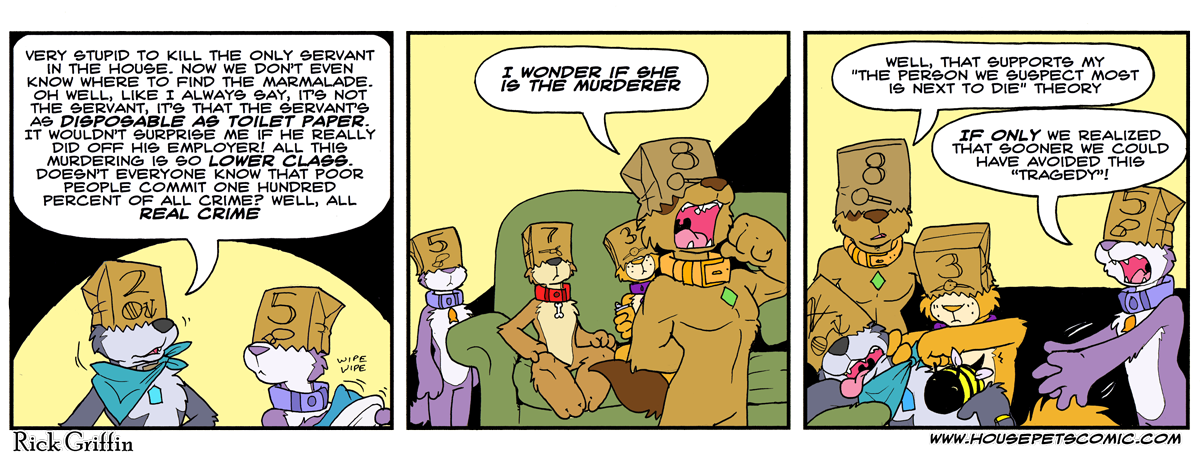 VERY STUPID TO KILL THE ONLY SERVANT
IN THE HOUSE. NOW WE DON'T EVEN
KNOW WHERE TO FIND THE MARMALADE.
OH WELL, LIKE I ALWAYS SAY, IT'S NOT
THE SERVANT, IT'S THAT THE SERVANT'S
AS DISPOSABLE AS TOILET PAPER.
IT WOULDN'T SURPRISE ME IF HE REALLY
DID OFF HIS EMPLOYER! ALL THIS
MURDERING IS SO LOWER CLASS.
DOESN'T EVERYONE KNOW THAT POOR
PEOPLE COMMIT ONE HUNDRED
PERCENT OF ALL CRIME? WELL, ALL
REAL CRIME
2
5
WIPE
WIPE
I WONDER IF SHE
IS THE MURDERER
8
5
7
3
WELL, THAT SUPPORTS MY
"THE PERSON WE SUSPECT MOST
IS NEXT TO DIE" THEORY
IF ONLY WE REALIZED
THAT SOONER WE COULD
HAVE AVOIDED THIS
"TRAGEDY"!
8
3
5
Rick Griffin
WWW.HOUSEPETSCOMIC.COM